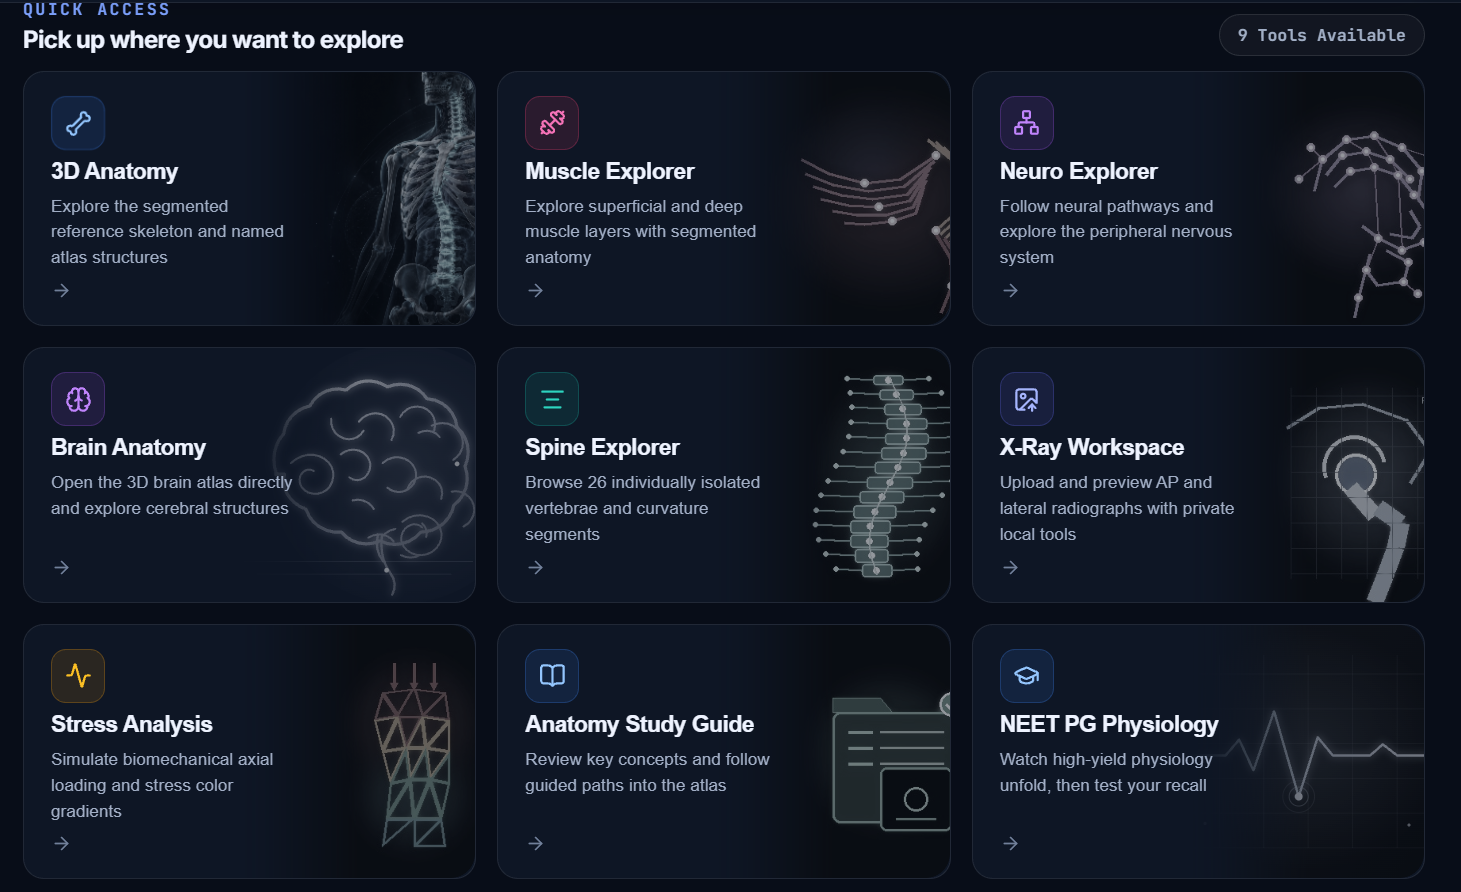 QUICK ACCESS
Pick up where you want to explore
9 Tools Available
3D Anatomy
Explore the segmented
reference skeleton and named
atlas structures
Muscle Explorer
Explore superficial and deep
muscle layers with segmented
anatomy
Neuro Explorer
Follow neural pathways and
explore the peripheral nervous
system
Brain Anatomy
Open the 3D brain atlas directly
and explore cerebral structures
Spine Explorer
Browse 26 individually isolated
vertebrae and curvature
segments
X-Ray Workspace
Upload and preview AP and
lateral radiographs with private
local tools
Stress Analysis
Simulate biomechanical axial
loading and stress color
gradients
Anatomy Study Guide
Review key concepts and follow
guided paths into the atlas
NEET PG Physiology
Watch high-yield physiology
unfold, then test your recall